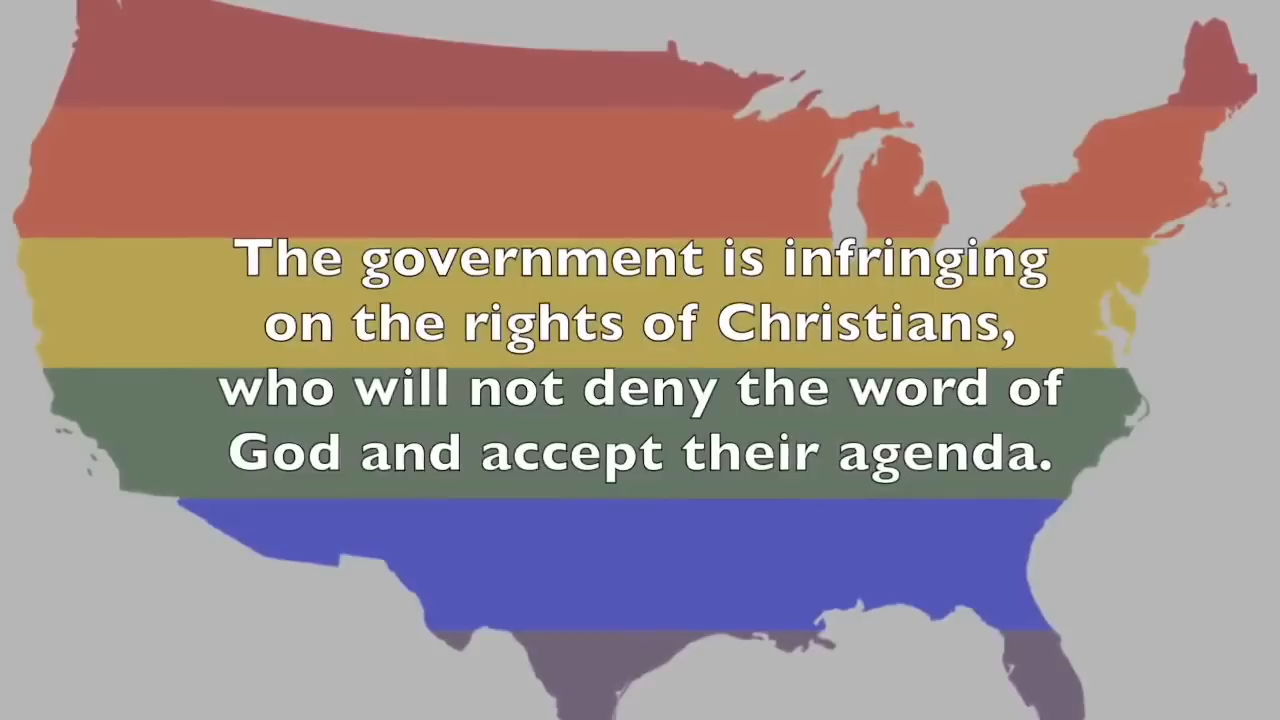 The government is infringing
on the rights of Christians,
who will not deny the word of
God and accept their agenda.